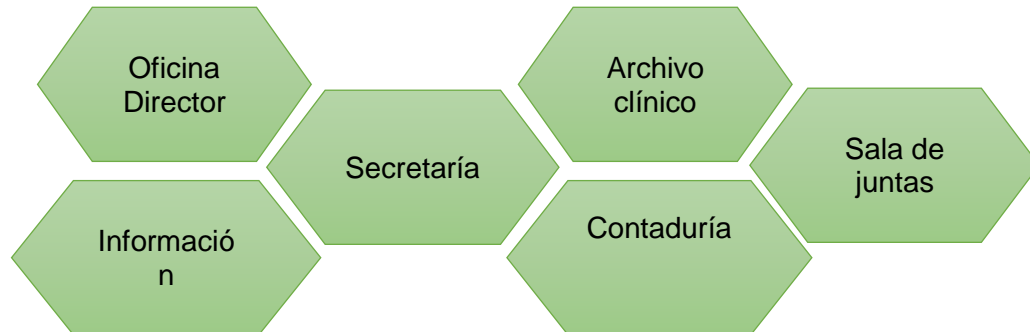 Oficina
Director
Archivo
clínico
Secretaría
Sala de
juntas
Informació
n
Contaduría